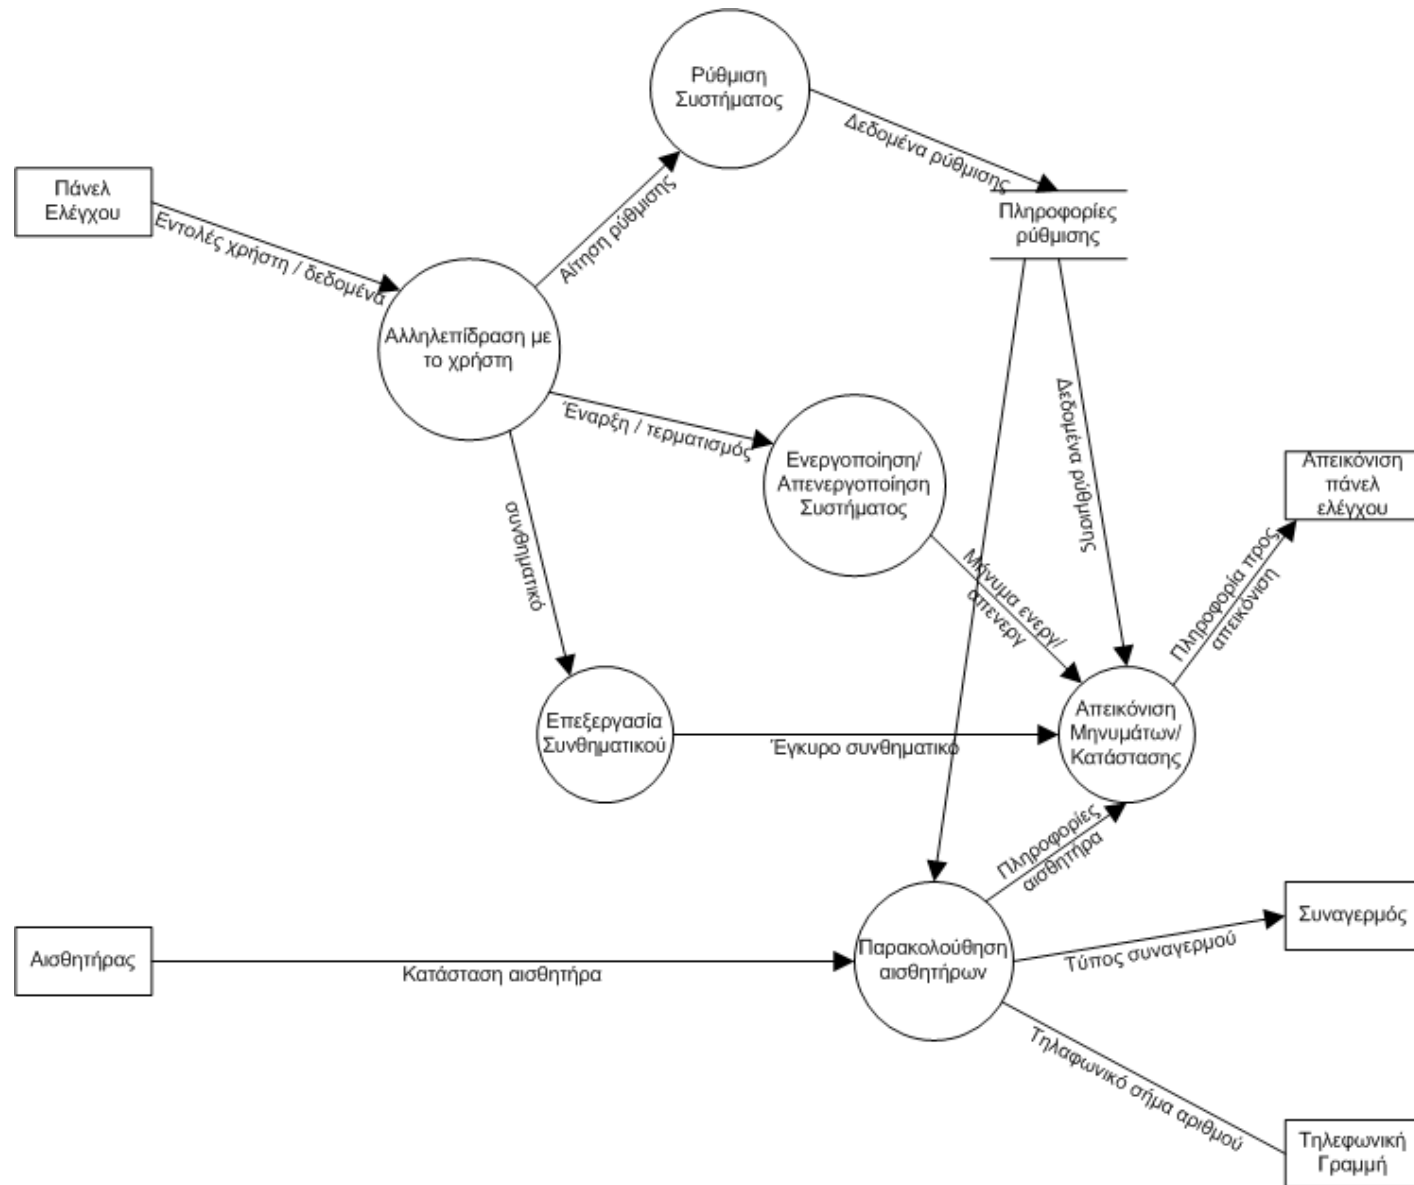 Ρύθμιση
Συστήματος
Δεδομένα ρύθμισης
Πάνελ
Ελέγχου
Εντολές χρήστη / δεδομένα
Αίτηση ρύθμισης
Πληροφορίες
ρύθμισης
Αλληλεπίδραση με
το χρήστη
Έναρξη / τερματισμός
Ενεργοποίηση/
Απενεργοποίηση
Συστήματος
Δεδομένα ρύθμισης
Απεικόνιση
πάνελ
ελέγχου
συνθηματικό
Μήνυμα ενεργ/
απενεργ
Πληροφορία προς
απεικόνιση
Επεξεργασία
Συνθηματικού
Έγκυρο συνθηματικό
Απεικόνιση
Μηνυμάτων/
Κατάστασης
Πληροφορίες
αισθητήρα
Αισθητήρας
Κατάσταση αισθητήρα
Παρακολούθηση
αισθητήρων
Τύπος συναγερμού
Συναγερμός
Τηλαφωνικό σήμα αριθμού
Τηλεφωνική
Γραμμή